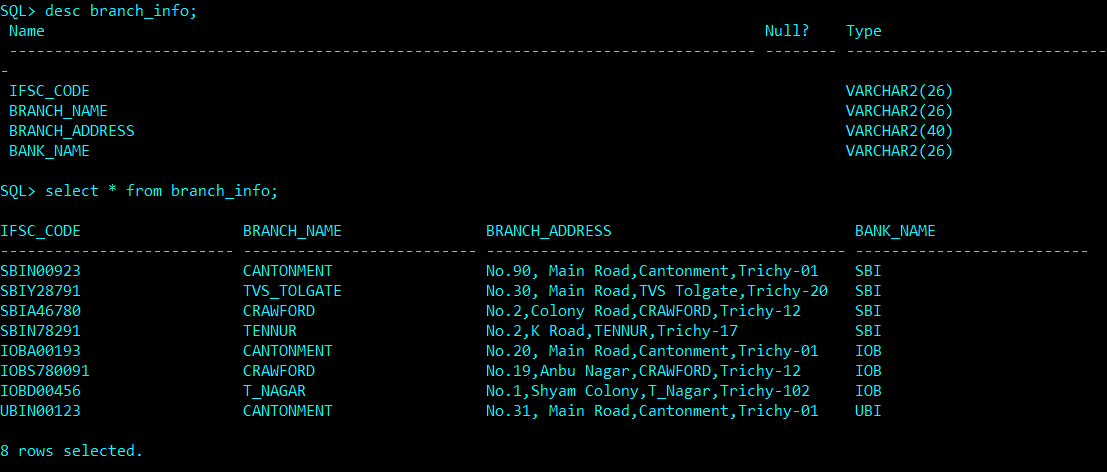 SQL> desc branch_info;
 Name                                                                                Null?    Type
 ----------------------------------------------------------------------------------- -------- -----------------------------
-
 IFSC_CODE                                                                                    VARCHAR2(26)
 BRANCH_NAME                                                                                  VARCHAR2(26)
 BRANCH_ADDRESS                                                                               VARCHAR2(40)
 BANK_NAME                                                                                    VARCHAR2(26)
SQL> select * from branch_info;
IFSC_CODE                  BRANCH_NAME                BRANCH_ADDRESS                           BANK_NAME
-------------------------- -------------------------- ---------------------------------------- --------------------------
SBIN00923                  CANTONMENT                 No.90, Main Road,Cantonment,Trichy-01    SBI
SBIY28791                  TVS_TOLGATE                No.30, Main Road,TVS Tolgate,Trichy-20   SBI
SBIA46780                  CRAWFORD                   No.2,Colony Road,CRAWFORD,Trichy-12      SBI
SBIN78291                  TENNUR                     No.2,K Road,TENNUR,Trichy-17             SBI
IOBA00193                  CANTONMENT                 No.20, Main Road,Cantonment,Trichy-01    IOB
IOBS780091                 CRAWFORD                   No.19,Anbu Nagar,CRAWFORD,Trichy-12      IOB
IOBD00456                  T_NAGAR                    No.1,Shyam Colony,T_Nagar,Trichy-102     IOB
UBIN00123                  CANTONMENT                 No.31, Main Road,Cantonment,Trichy-01    UBI
8 rows selected.